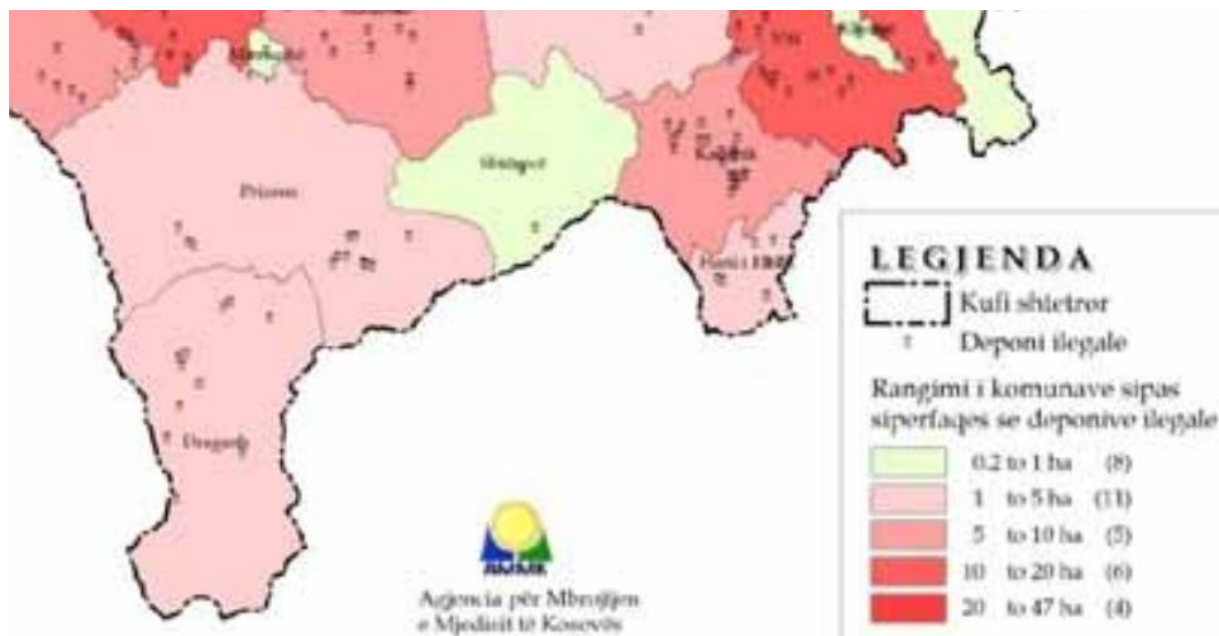 Prizren
Dragash
LEGJENDA
Kufi shtetror
Deponi ilegale
Rangimi i komunave sipas
siperfaqes se deponive ilegale
0.2 to 1 ha (8)
1 to 5 ha (11)
5 to 10 ha (5)
10 to 20 ha (6)
20 to 47 ha (4)
AMMK
Agjencia për Mbrojtjen
e Mjedisit të Kosovës